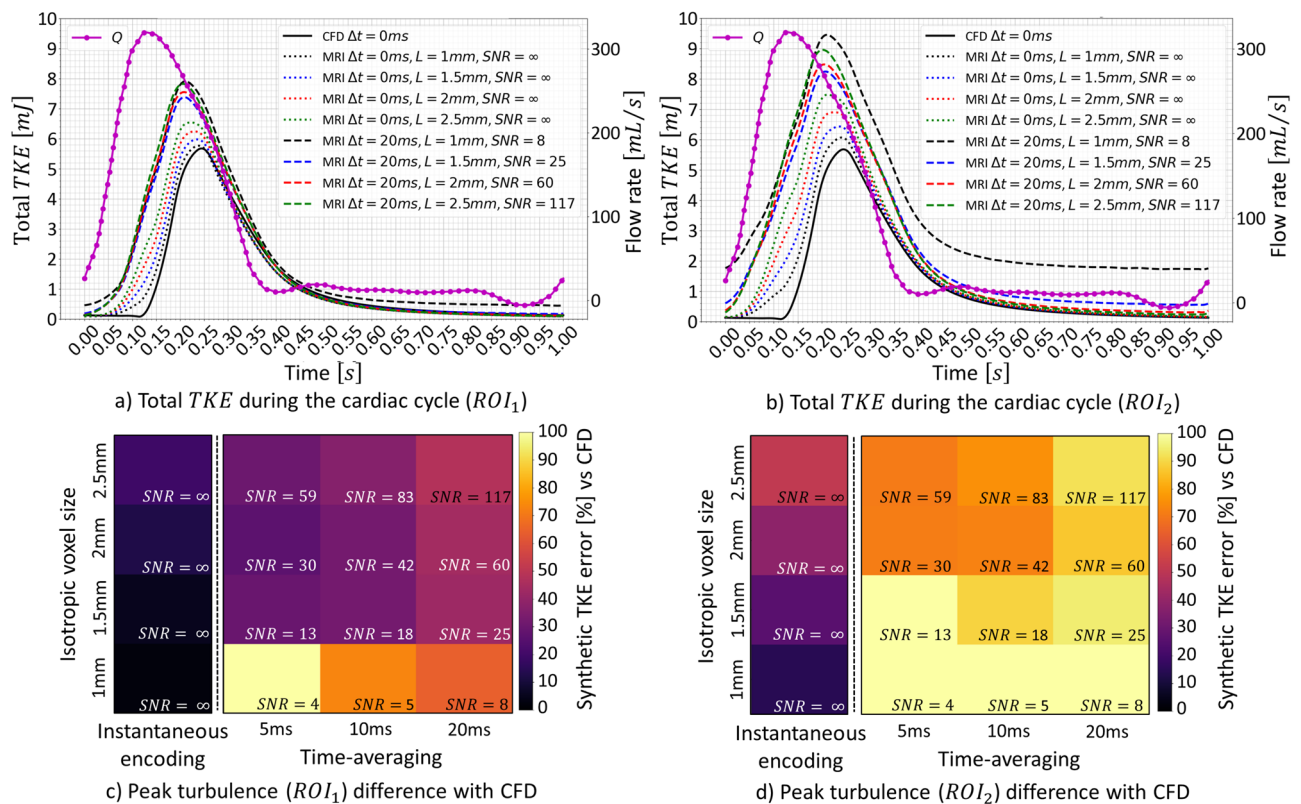 10
9
8
7
6
5
4
3
2
1
0
Total TKE [mJ]
Q
CFD Δt = 0ms
MRI Δt = 0ms, L = 1mm, SNR = ∞
MRI Δt = 0ms, L = 1.5mm, SNR = ∞
MRI Δt = 0ms, L = 2mm, SNR = ∞
MRI Δt = 0ms, L = 2.5mm, SNR = ∞
MRI Δt = 20ms, L = 1mm, SNR = 8
MRI Δt = 20ms, L = 1.5mm, SNR = 25
MRI Δt = 20ms, L = 2mm, SNR = 60
MRI Δt = 20ms, L = 2.5mm, SNR = 117
300
200
100
0
Flow rate [mL/s]
0.00 0.05 0.10 0.15 0.20 0.25 0.30 0.35 0.40 0.45 0.50 0.55 0.60 0.65 0.70 0.75 0.80 0.85 0.90 0.95 1.00
Time [s]
a) Total TKE during the cardiac cycle (ROI₁)
10
9
8
7
6
5
4
3
2
1
0
Total TKE [mJ]
Q
CFD Δt = 0ms
MRI Δt = 0ms, L = 1mm, SNR = ∞
MRI Δt = 0ms, L = 1.5mm, SNR = ∞
MRI Δt = 0ms, L = 2mm, SNR = ∞
MRI Δt = 0ms, L = 2.5mm, SNR = ∞
MRI Δt = 20ms, L = 1mm, SNR = 8
MRI Δt = 20ms, L = 1.5mm, SNR = 25
MRI Δt = 20ms, L = 2mm, SNR = 60
MRI Δt = 20ms, L = 2.5mm, SNR = 117
300
200
100
0
Flow rate [mL/s]
0.00 0.05 0.10 0.15 0.20 0.25 0.30 0.35 0.40 0.45 0.50 0.55 0.60 0.65 0.70 0.75 0.80 0.85 0.90 0.95 1.00
Time [s]
b) Total TKE during the cardiac cycle (ROI₂)
Isotropic voxel size
2.5mm
SNR = ∞ SNR = 59 SNR = 83 SNR = 117
2mm
SNR = ∞ SNR = 30 SNR = 42 SNR = 60
1.5mm
SNR = ∞ SNR = 13 SNR = 18 SNR = 25
1mm
SNR = ∞ SNR = 4 SNR = 5 SNR = 8
Instantaneous
encoding
5ms 10ms 20ms
Time-averaging
100
90
80
70
60
50
40
30
20
10
0
Synthetic TKE error [%] vs CFD
c) Peak turbulence (ROI₁) difference with CFD
Isotropic voxel size
2.5mm
SNR = ∞ SNR = 59 SNR = 83 SNR = 117
2mm
SNR = ∞ SNR = 30 SNR = 42 SNR = 60
1.5mm
SNR = ∞ SNR = 13 SNR = 18 SNR = 25
1mm
SNR = ∞ SNR = 4 SNR = 5 SNR = 8
Instantaneous
encoding
5ms 10ms 20ms
Time-averaging
100
90
80
70
60
50
40
30
20
10
0
Synthetic TKE error [%] vs CFD
d) Peak turbulence (ROI₂) difference with CFD